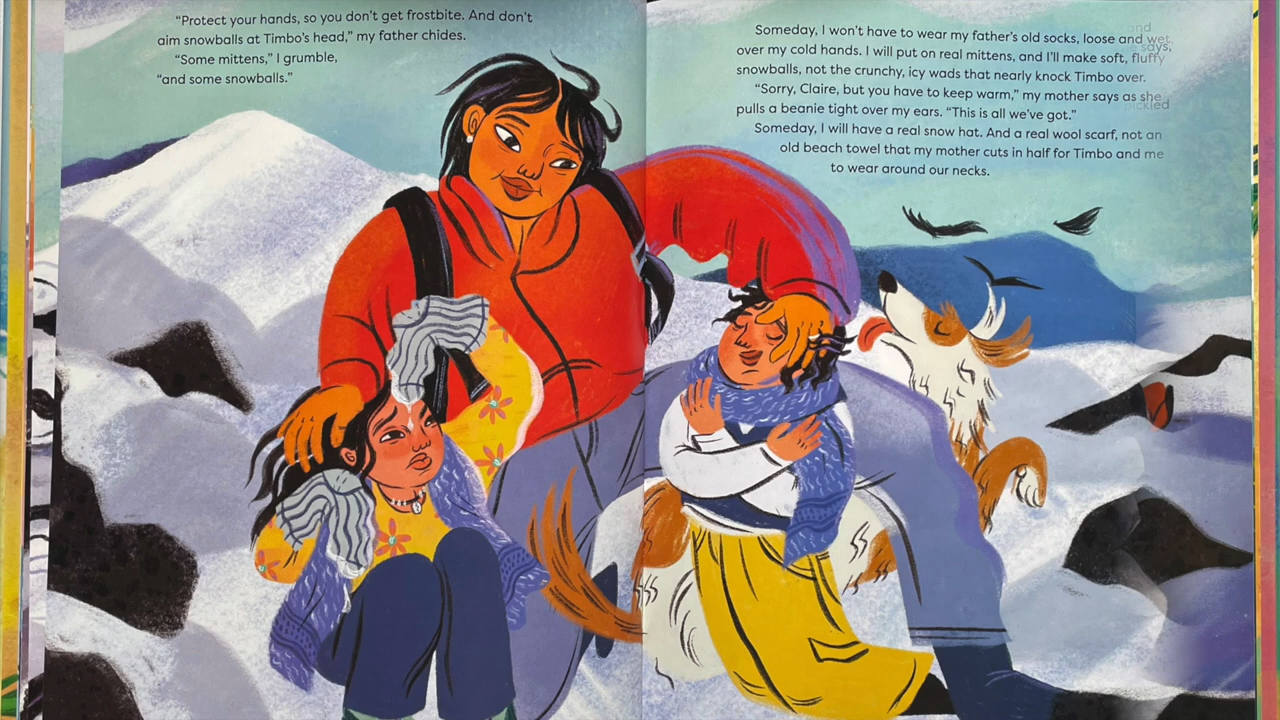 “Protect your hands, so you don’t get frostbite. And don’t
aim snowballs at Timbo’s head,” my father chides.
“Some mittens,” I grumble,
“and some snowballs.”
Someday, I won’t have to wear my father’s old socks, loose and wet,
over my cold hands. I will put on real mittens, and I’ll make soft, fluffy
snowballs, not the crunchy, icy wads that nearly knock Timbo over.
“Sorry, Claire, but you have to keep warm,” my mother says as she
pulls a beanie tight over my ears. “This is all we’ve got.”
Someday, I will have a real snow hat. And a real wool scarf, not an
old beach towel that my mother cuts in half for Timbo and me
to wear around our necks.
and
says,